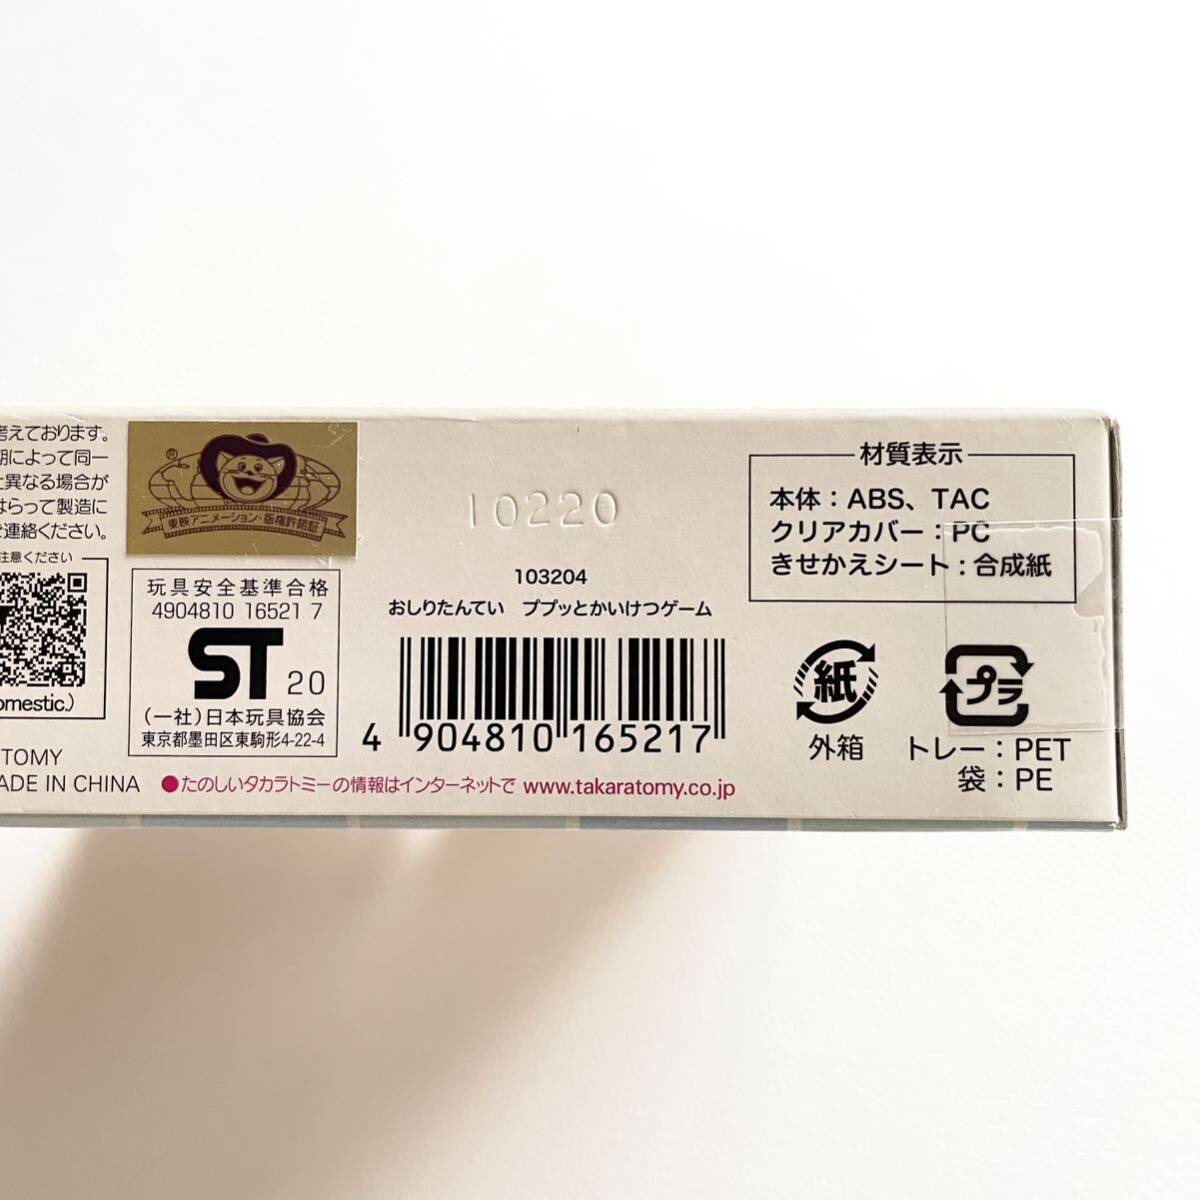 考えております。
期によって同一
と異なる場合が
はらって製造に
ご連絡ください。
注意ください
omestic.)
TOMY
ADE IN CHINA
®
東映アニメーション・版権許諾証
玩具安全基準合格
4904810 16521 7
ST 20
(一社)日本玩具協会
東京都墨田区東駒形4-22-4
●たのしいタカラトミーの情報はインターネットで www.takaratomy.co.jp
10220
103204
おしりたんてい ププッとかいけつゲーム
4 904810 165217
材質表示
本体：ABS、TAC
クリアカバー：PC
きせかえシート：合成紙
紙
外箱
プラ
トレー：PET
袋：PE